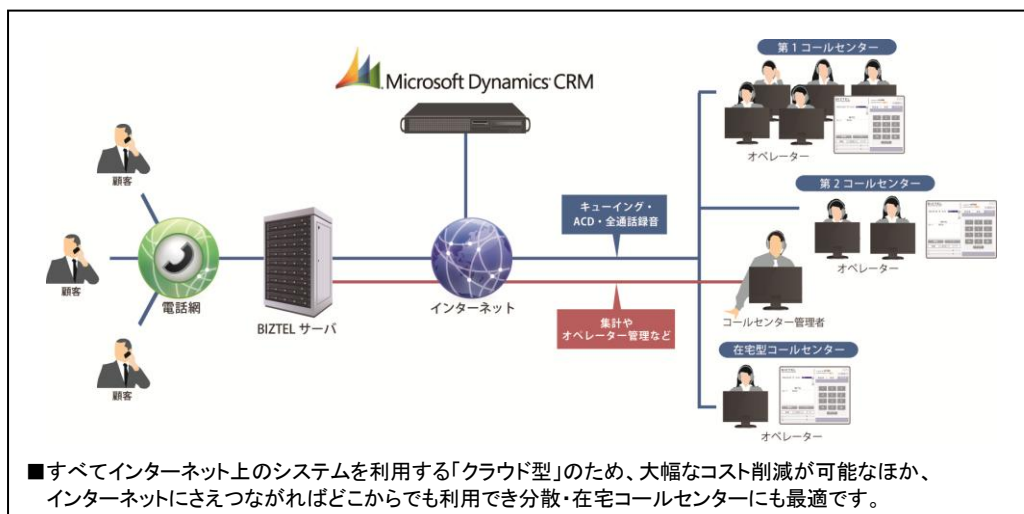 Microsoft Dynamics CRM
第1コールセンター
オペレーター
顧客
第2コールセンター
キューイング・
ACD・全通話録音
オペレーター
顧客
電話網
BIZTEL サーバ
インターネット
コールセンター管理者
集計や
オペレーター管理など
在宅型コールセンター
顧客
オペレーター
■すべてインターネット上のシステムを利用する「クラウド型」のため、大幅なコスト削減が可能なほか、
インターネットにさえつながればどこからでも利用でき分散・在宅コールセンターにも最適です。